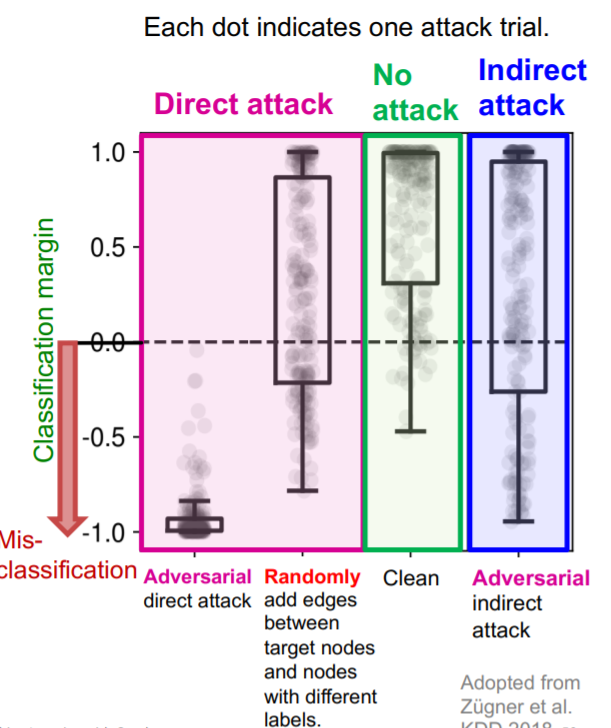 Each dot indicates one attack trial.
Direct attack
No
attack
Indirect
attack
Classification margin
1.0
0.5
0.0
-0.5
-1.0
Mis-
classification
Adversarial
direct attack
Randomly
add edges
between
target nodes
and nodes
with different
labels.
Clean
Adversarial
indirect
attack
Adopted from
Zügner et al.
KDD 2018